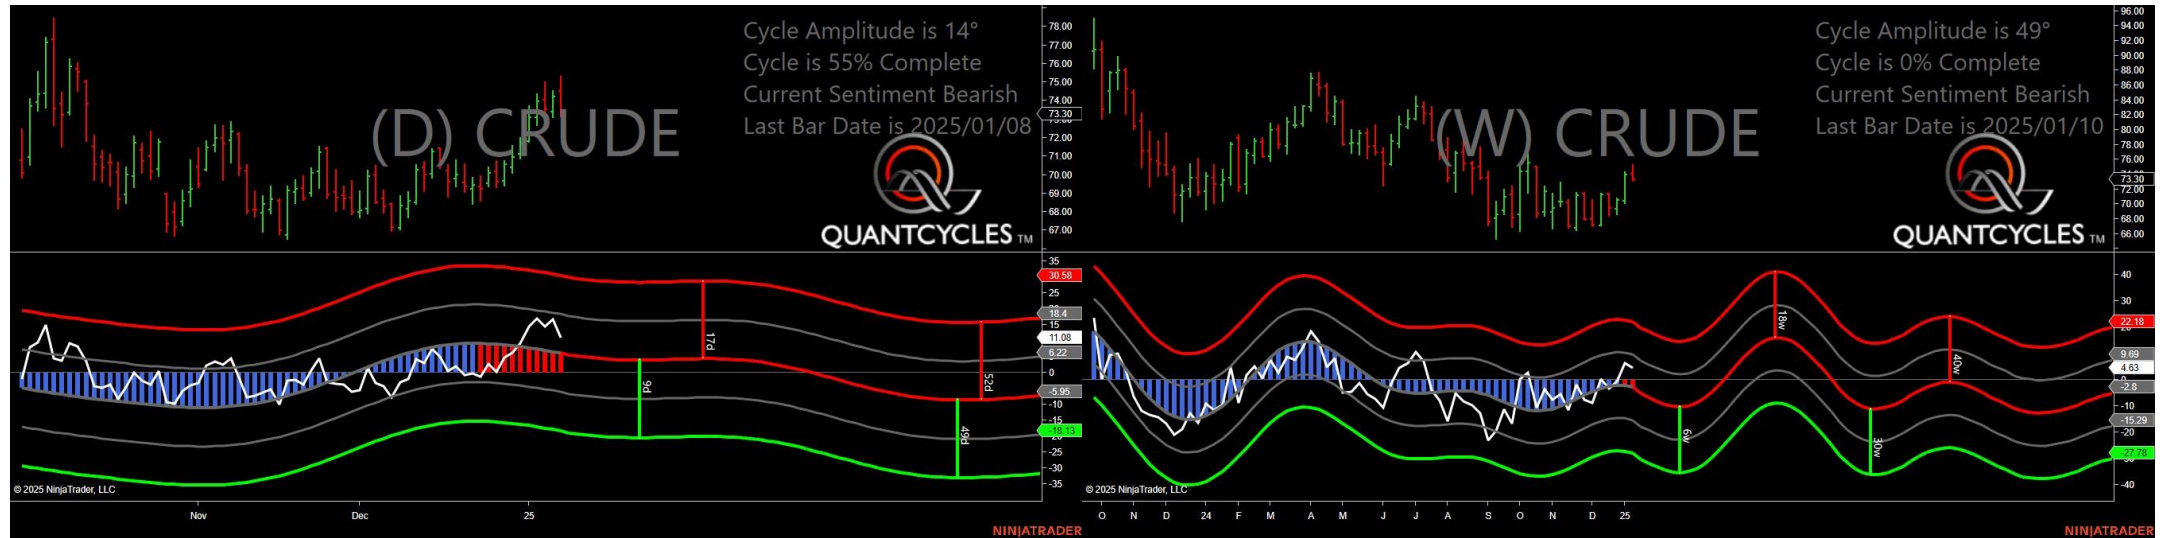 Cycle Amplitude is 14°
Cycle is 55% Complete
Current Sentiment Bearish
Last Bar Date is 2025/01/08
(D) CRUDE
QUANTCYCLES TM
78.00
77.00
76.00
75.00
74.00
73.30
72.00
71.00
70.00
69.00
68.00
67.00
35
30.58
25
18.4
15
11.08
6.22
0
-5.95
-10
-18.13
-25
-30
-35
17d
9d
52d
49d
© 2025 NinjaTrader, LLC
Nov
Dec
25
NINJATRADER
Cycle Amplitude is 49°
Cycle is 0% Complete
Current Sentiment Bearish
Last Bar Date is 2025/01/10
(W) CRUDE
QUANTCYCLES TM
96.00
94.00
92.00
90.00
88.00
86.00
84.00
82.00
80.00
78.00
76.00
73.30
72.00
70.00
68.00
66.00
40
30
22.18
9.69
4.63
-2.8
-10
-15.29
-20
-27.78
-40
18w
40w
6w
30w
© 2025 NinjaTrader, LLC
O N D 24 F M A M J J A S O N D 25
NINJATRADER